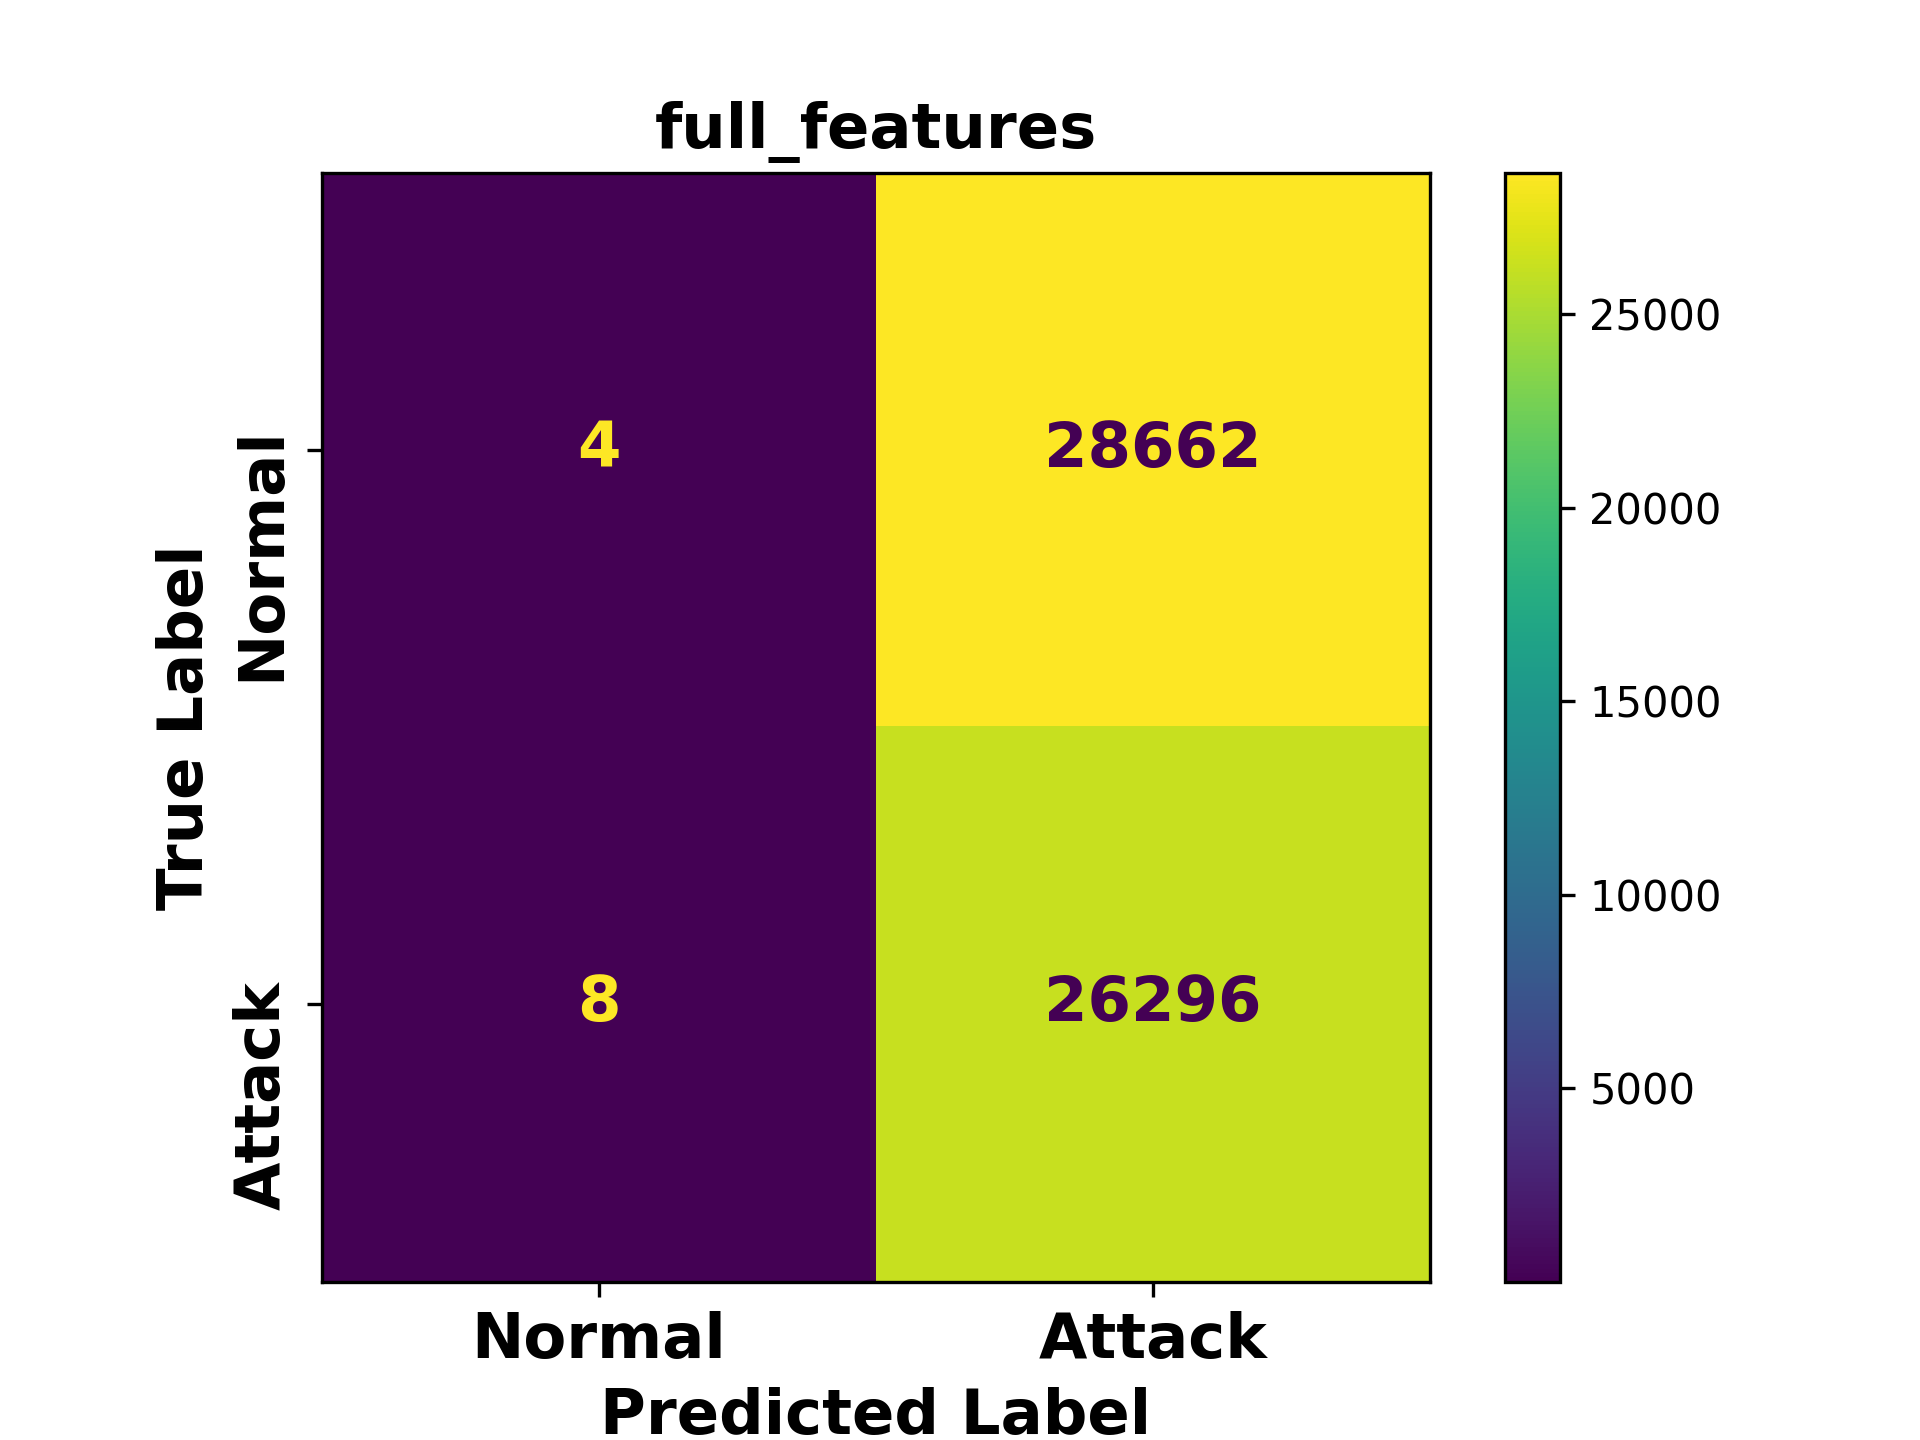 full_features
True Label
Normal
Attack
4
28662
8
26296
Normal
Attack
Predicted Label
25000
20000
15000
10000
5000